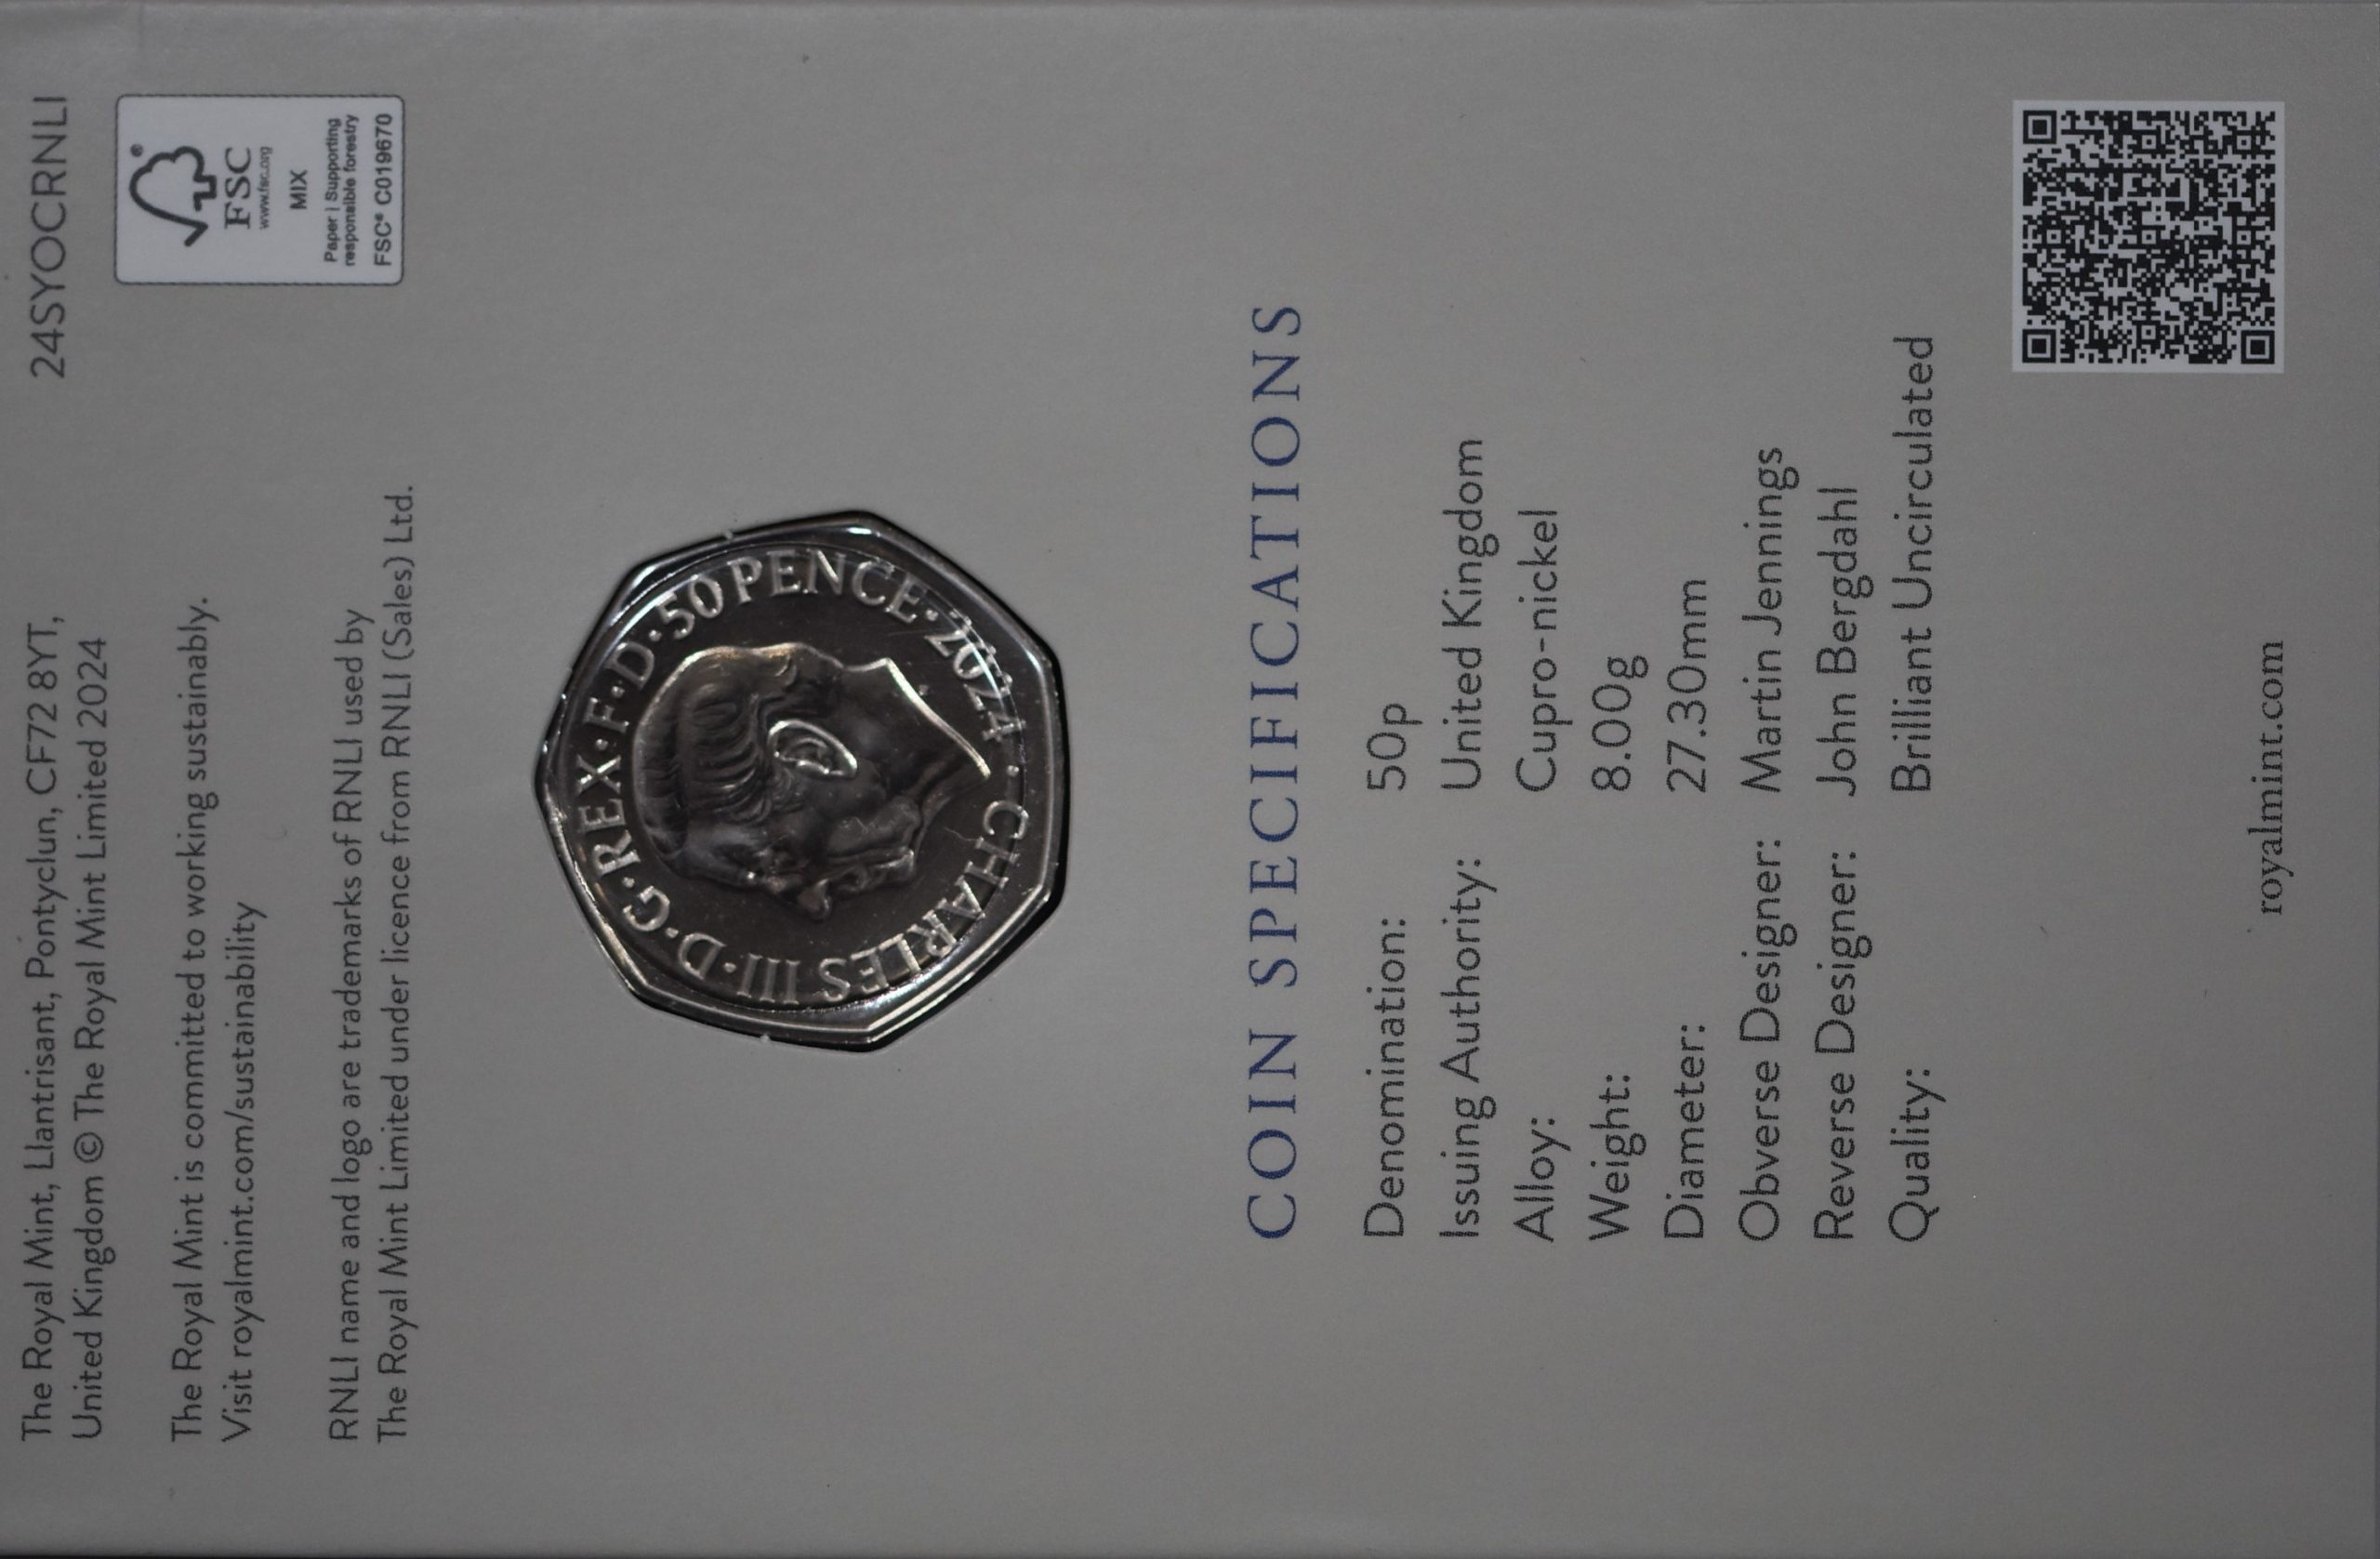 The Royal Mint, Llantrisant, Pontyclun, CF72 8YT,
United Kingdom © The Royal Mint Limited 2024
24SYOCRNLI
The Royal Mint is committed to working sustainably.
Visit royalmint.com/sustainability
RNLI name and logo are trademarks of RNLI used by
The Royal Mint Limited under licence from RNLI (Sales) Ltd.
FSC®
www.fsc.org
MIX
Paper | Supporting
responsible forestry
FSC® C019670
· CHARLES III · D · G · REX · F · D · 50 PENCE · 2024
COIN SPECIFICATIONS
Denomination: 50p
Issuing Authority: United Kingdom
Alloy: Cupro-nickel
Weight: 8.00g
Diameter: 27.30mm
Obverse Designer: Martin Jennings
Reverse Designer: John Bergdahl
Quality: Brilliant Uncirculated
royalmint.com